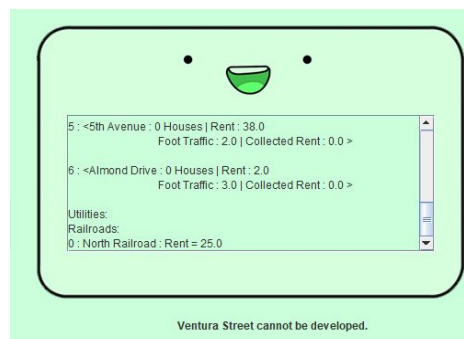 5 : <5th Avenue : 0 Houses | Rent : 38.0
Foot Traffic : 2.0 | Collected Rent : 0.0 >
6 : <Almond Drive : 0 Houses | Rent : 2.0
Foot Traffic : 3.0 | Collected Rent : 0.0 >
Utilities:
Railroads:
0 : North Railroad : Rent = 25.0
Ventura Street cannot be developed.